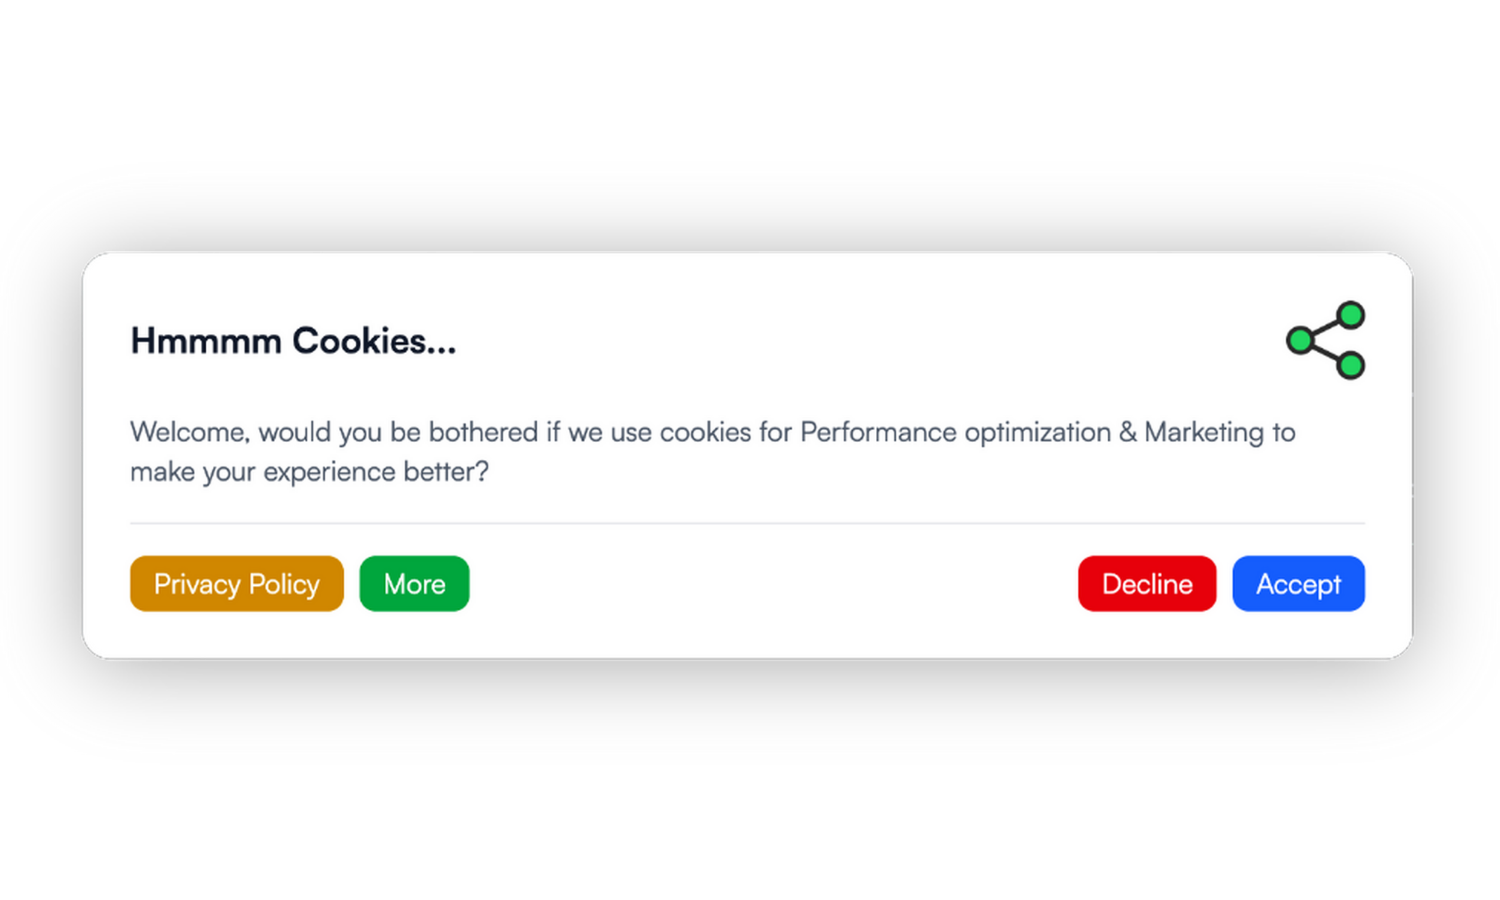 Hmmmm Cookies...
Welcome, would you be bothered if we use cookies for Performance optimization & Marketing to
make your experience better?
Privacy Policy More Decline Accept